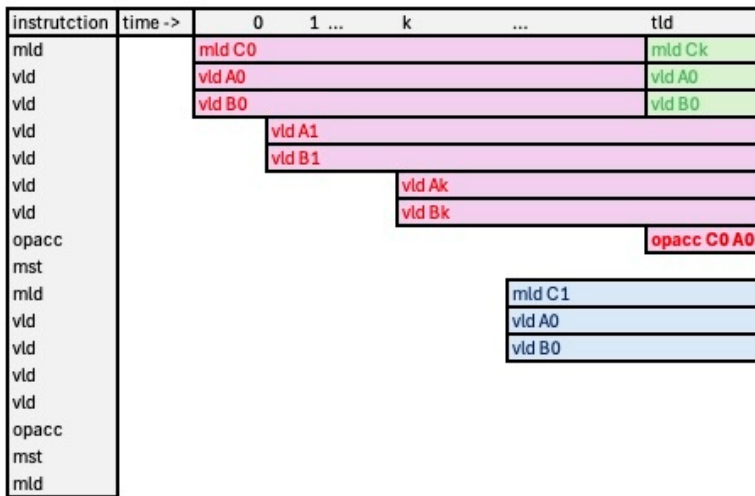 instrutction time -> 0 1 ... k ... tld
mld mld C0 mld Ck
vld vld A0 vld A0
vld vld B0 vld B0
vld vld A1
vld vld B1
vld vld Ak
vld vld Bk
opacc opacc C0 A0
mst
mld mld C1
vld vld A0
vld vld B0
vld
vld
opacc
mst
mld